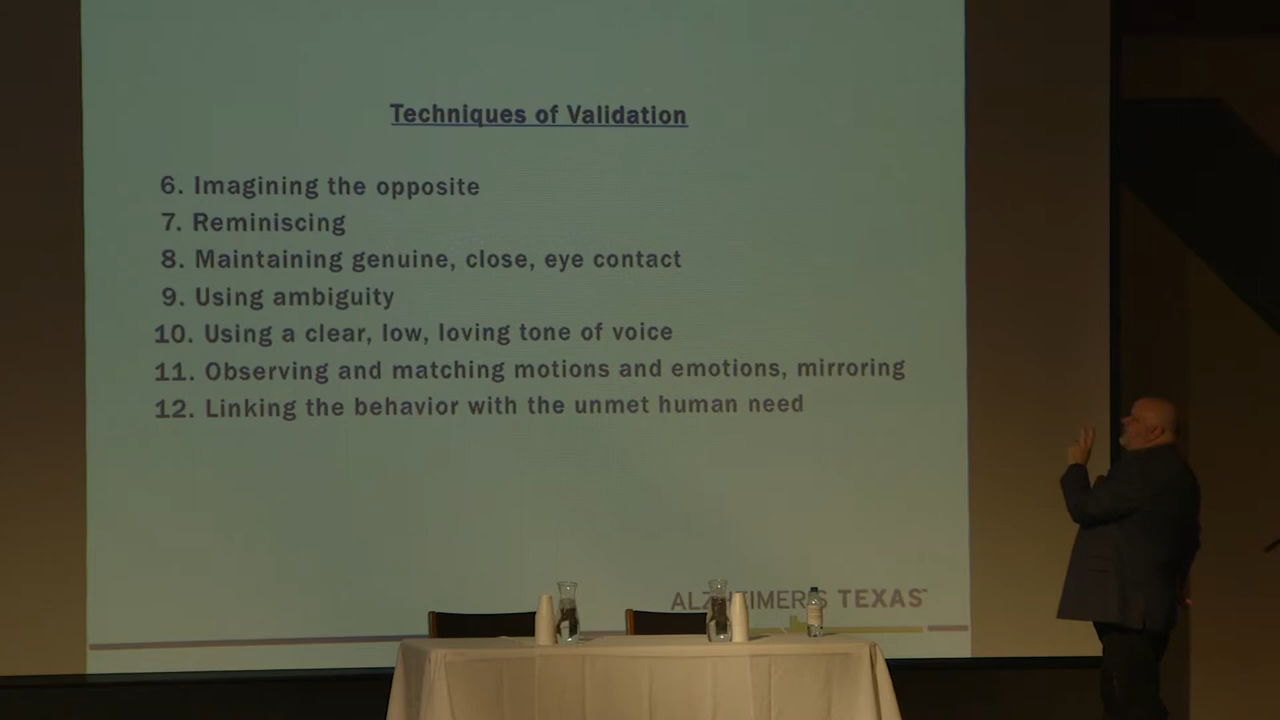 Techniques of Validation
6. Imagining the opposite
7. Reminiscing
8. Maintaining genuine, close, eye contact
9. Using ambiguity
10. Using a clear, low, loving tone of voice
11. Observing and matching motions and emotions, mirroring
12. Linking the behavior with the unmet human need
ALZHEIMER'S TEXAS™